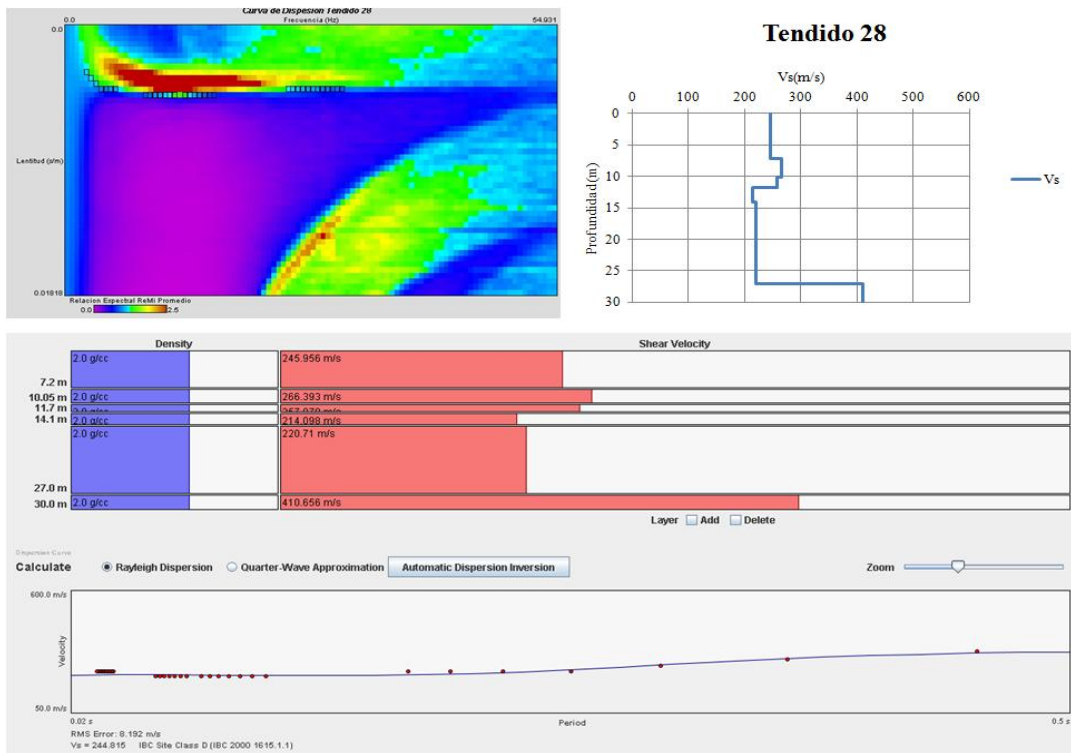 Curva de Dispesión Tendido 28
0.0 Frecuencia (Hz) 54.931
0.0
Lentitud (s/m)
0.01818
Relacion Espectral ReMi Promedio
0.0 2.5
Tendido 28
Vs(m/s)
0 100 200 300 400 500 600
0
5
10
15
20
25
30
Profundidad(m)
Vs
Density Shear Velocity
2.0 g/cc 245.956 m/s
7.2 m
2.0 g/cc 266.393 m/s
10.05 m
2.0 g/cc
11.7 m
2.0 g/cc 214.098 m/s
14.1 m
2.0 g/cc 220.71 m/s
27.0 m
2.0 g/cc 410.656 m/s
30.0 m
Layer Add Delete
Dispersion Curve
Calculate Rayleigh Dispersion Quarter-Wave Approximation Automatic Dispersion Inversion Zoom
600.0 m/s
Velocity
50.0 m/s
0.02 s Period 0.5 s
RMS Error: 8.192 m/s
Vs = 244.815 IBC Site Class D (IBC 2000 1615.1.1)